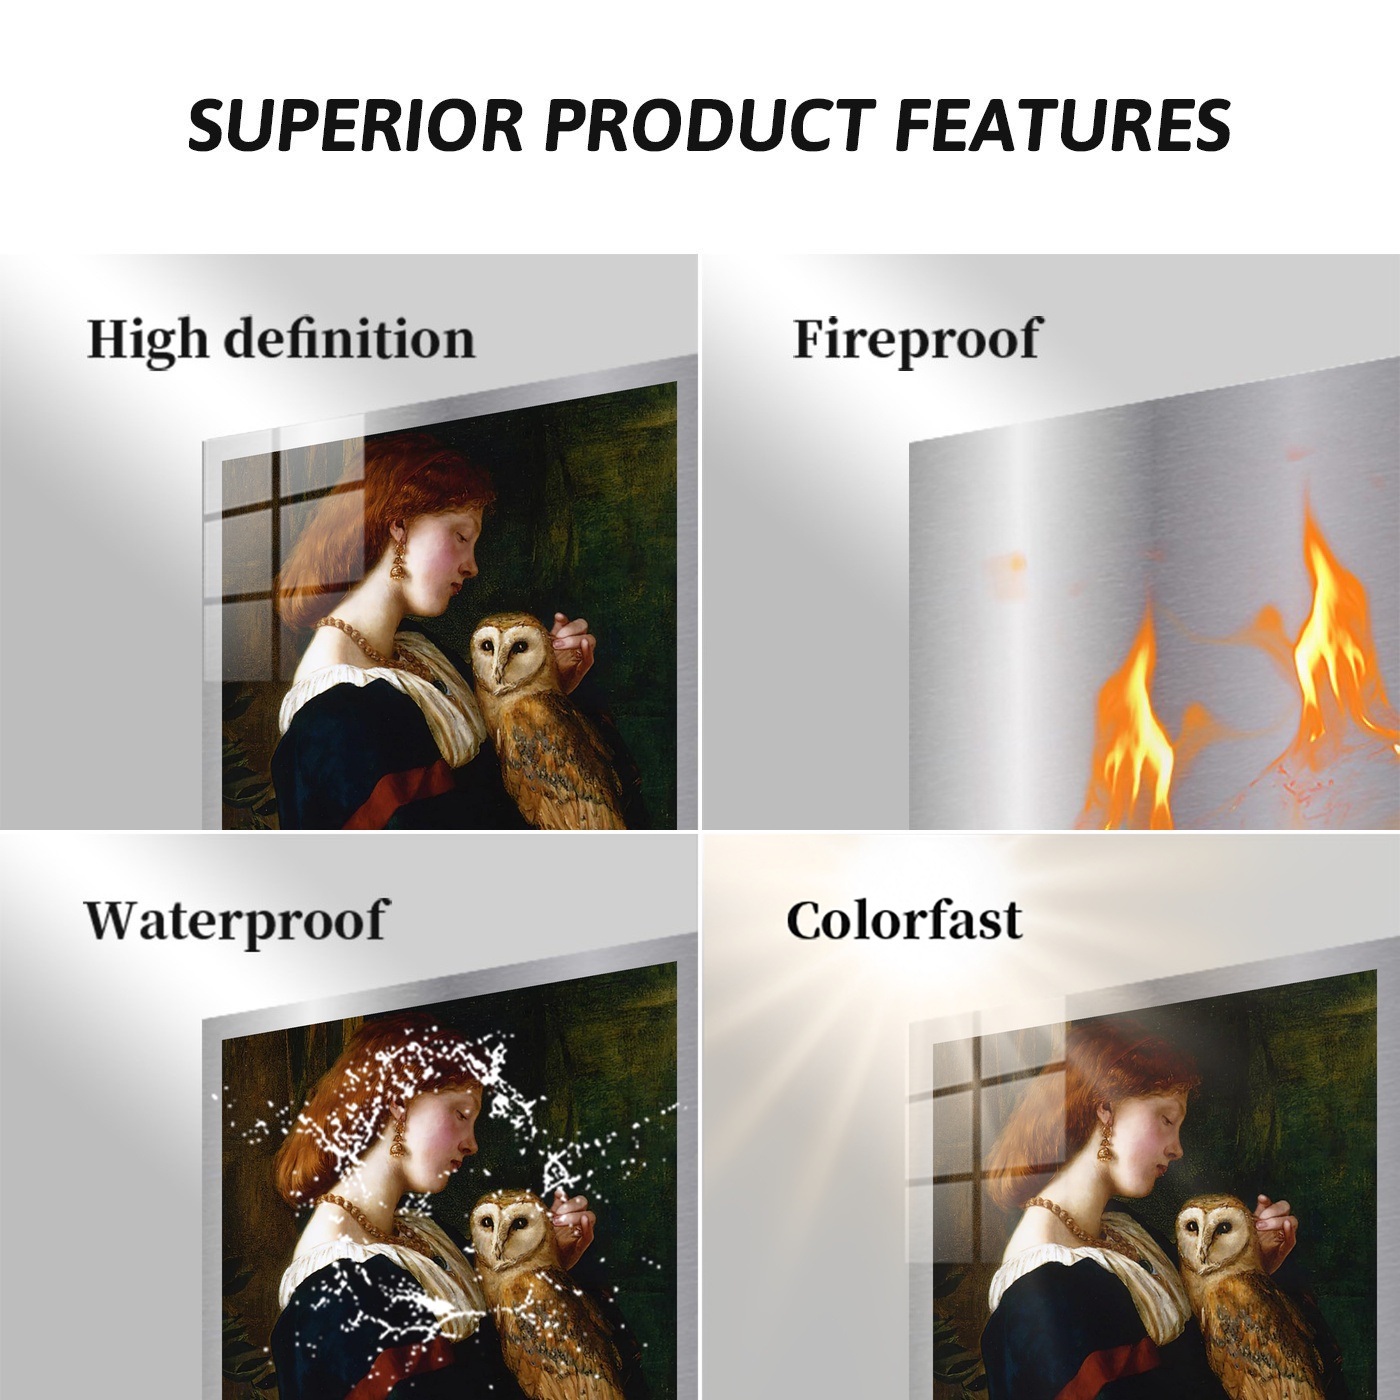 SUPERIOR PRODUCT FEATURES
High definition
Fireproof
Waterproof
Colorfast